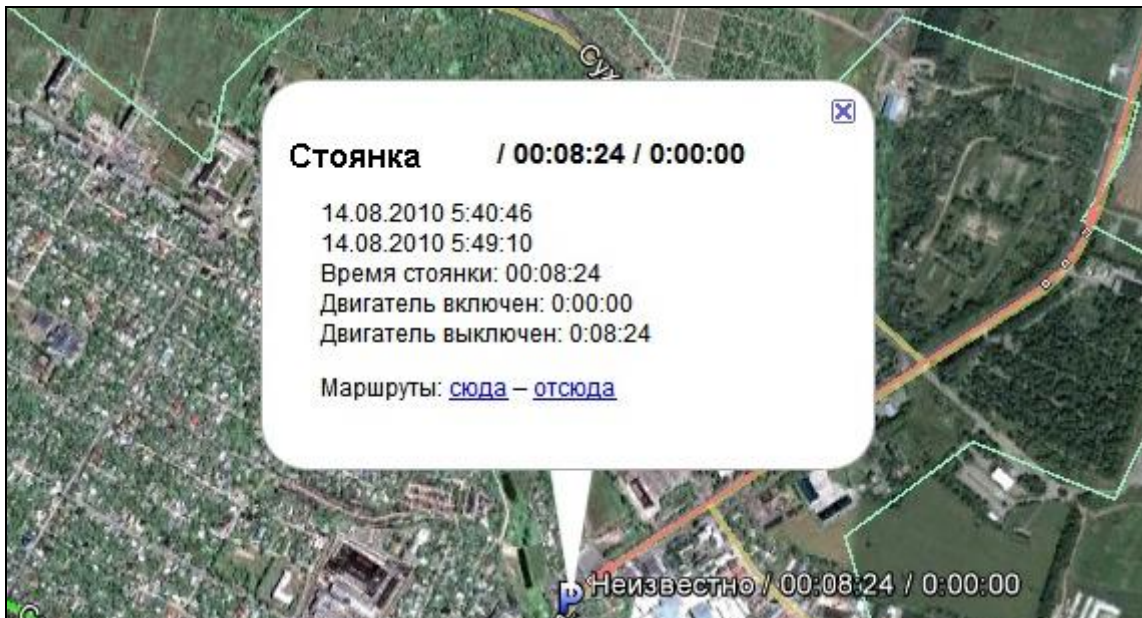 Сух
Стоянка / 00:08:24 / 0:00:00
14.08.2010 5:40:46
14.08.2010 5:49:10
Время стоянки: 00:08:24
Двигатель включен: 0:00:00
Двигатель выключен: 0:08:24
Маршруты: сюда – отсюда
P Неизвестно / 00:08:24 / 0:00:00